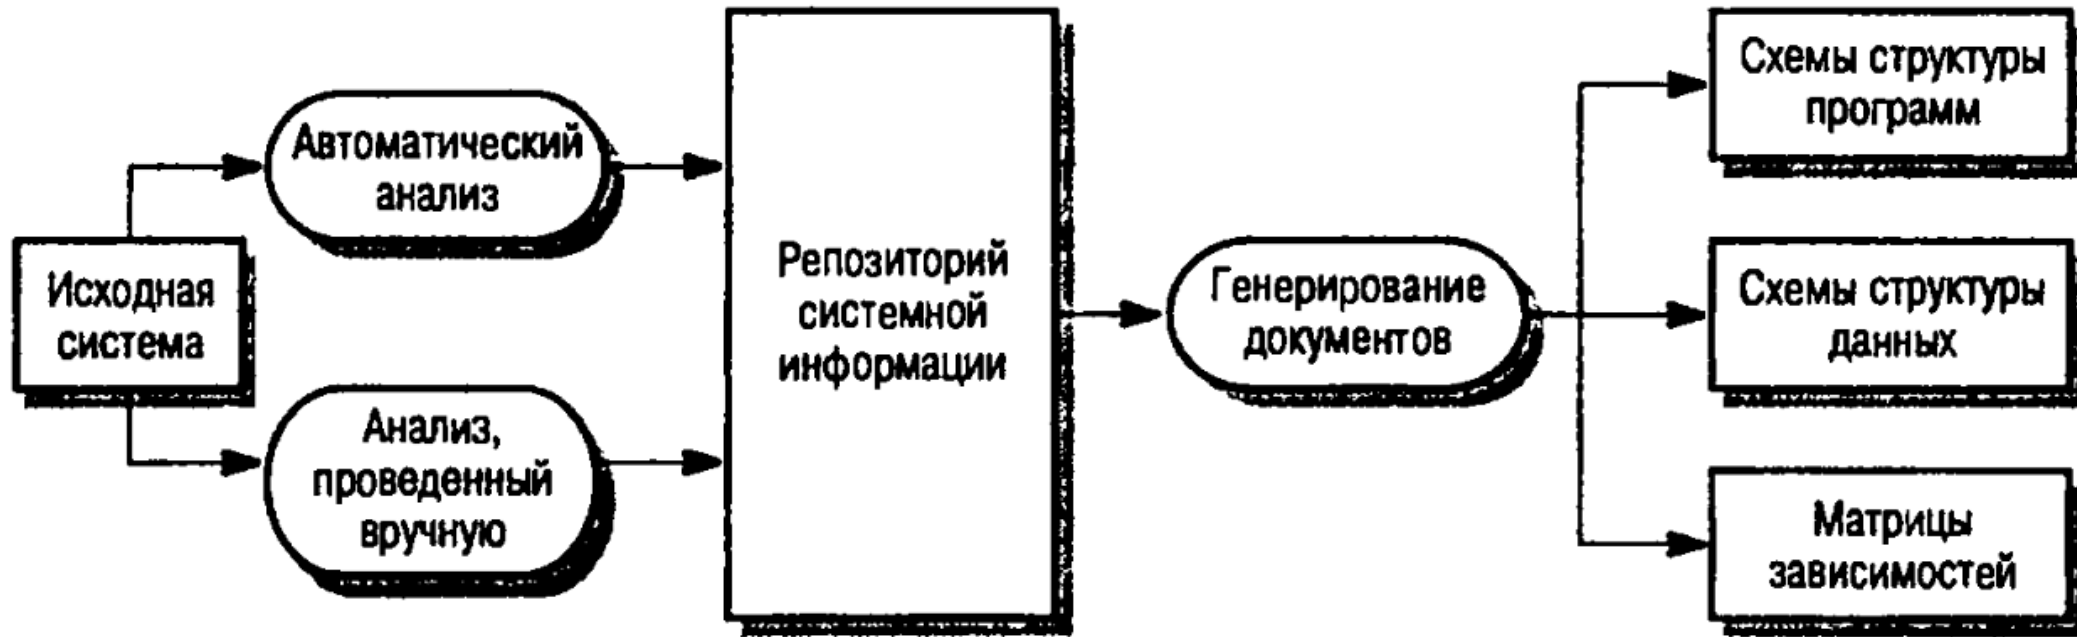 Исходная
система
Автоматический
анализ
Анализ,
проведенный
вручную
Репозиторий
системной
информации
Генерирование
документов
Схемы структуры
программ
Схемы структуры
данных
Матрицы
зависимостей